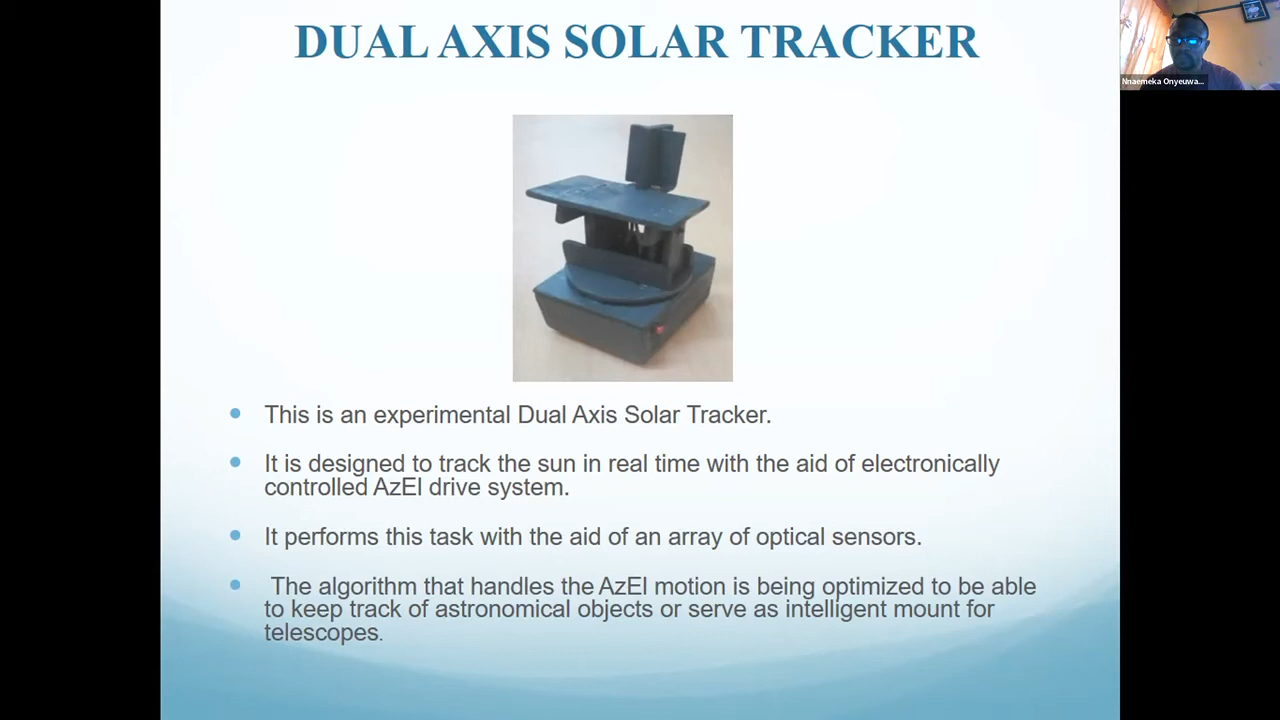 DUAL AXIS SOLAR TRACKER
Nnaemeka Onyeuwa...
This is an experimental Dual Axis Solar Tracker.
It is designed to track the sun in real time with the aid of electronically
controlled AzEl drive system.
It performs this task with the aid of an array of optical sensors.
The algorithm that handles the AzEl motion is being optimized to be able
to keep track of astronomical objects or serve as intelligent mount for
telescopes.